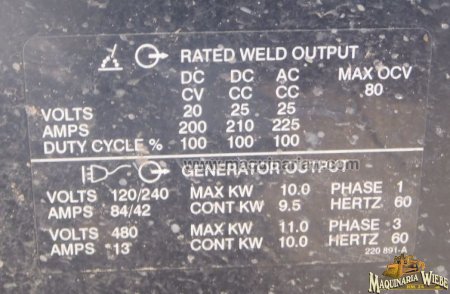 RATED WELD OUTPUT
DC DC AC MAX OCV
CV CC CC 80
VOLTS 20 25 25
AMPS 200 210 225
DUTY CYCLE % 100 100 100
www.maquinariaw
GENERATOR OUTPUT
VOLTS 120/240 MAX KW 10.0 PHASE 1
AMPS 84/42 CONT KW 9.5 HERTZ 60
VOLTS 480 MAX KW 11.0 PHASE 3
AMPS 13 CONT KW 10.0 HERTZ 60
220 891-A
MAQUINARIA WIEBE